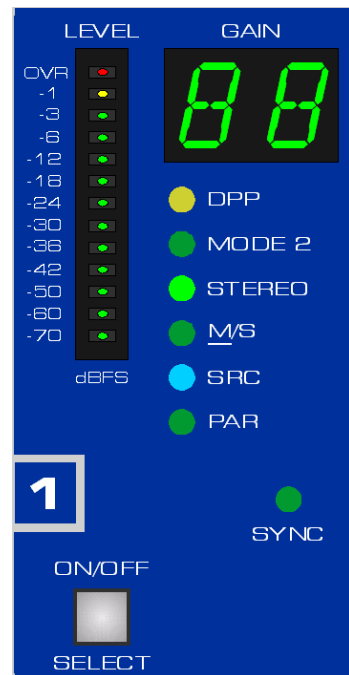 LEVEL
GAIN
88
OVR
-1
-3
-6
-12
-18
-24
-30
-36
-42
-50
-60
-70
dBFS
DPP
MODE 2
STEREO
M/S
SRC
PAR
1
SYNC
ON/OFF
SELECT